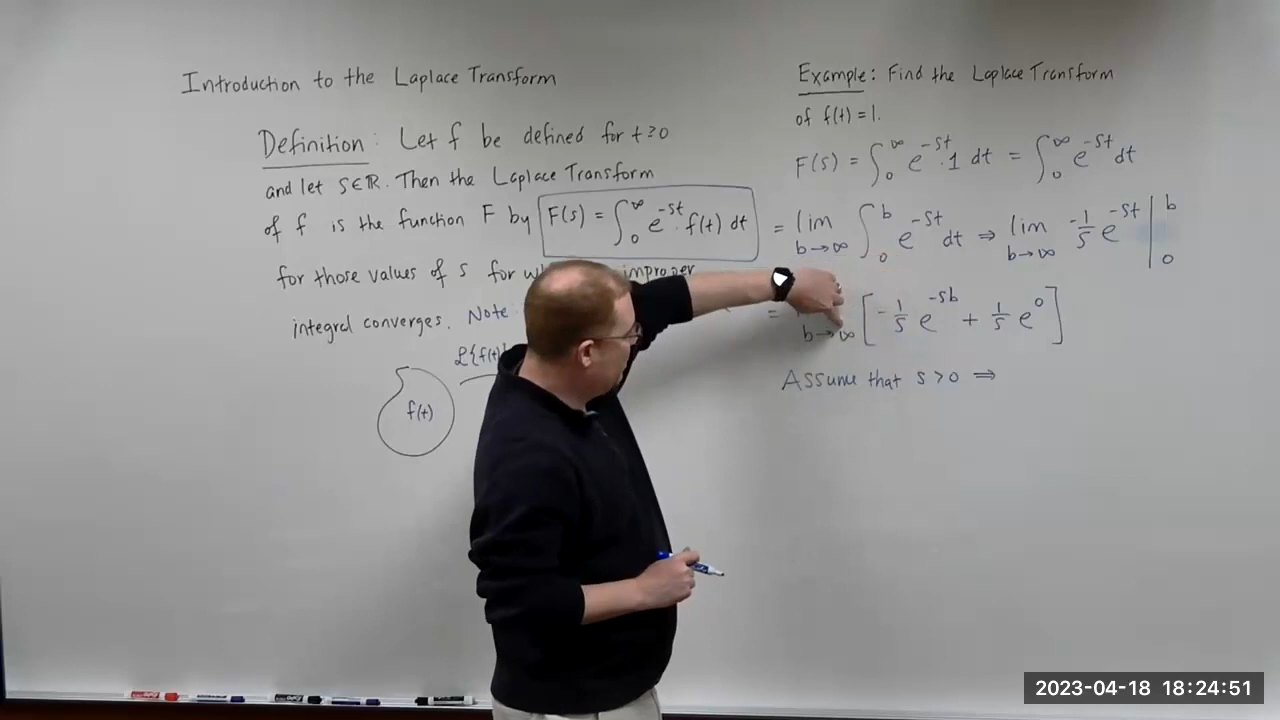 Introduction to the Laplace Transform
Definition: Let f be defined for t ≥ 0
and let s∈ℝ. Then the Laplace Transform
of f is the function F by F(s) = ∫₀^∞ e^{-st} · f(t) dt
for those values of s for improper
integral converges. Note
ℒ{f(t)}
f(t)
Example: Find the Laplace Transform
of f(t) = 1.
F(s) = ∫₀^∞ e^{-st} · 1 dt = ∫₀^∞ e^{-st} dt
= lim_{b→∞} ∫₀^b e^{-st} dt ⇒ lim_{b→∞} -1/s e^{-st} |₀^b
= b→∞ [-1/s e^{-sb} + 1/s e^0]
Assume that s > 0 ⇒
2023-04-18 18:24:51